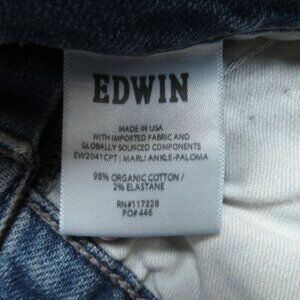 EDWIN
MADE IN USA
WITH IMPORTED FABRIC AND
GLOBALLY SOURCED COMPONENTS
EW2041CPT | MARLI ANKLE-PALOMA
98% ORGANIC COTTON /
2% ELASTANE
RN#117328
PO# 446